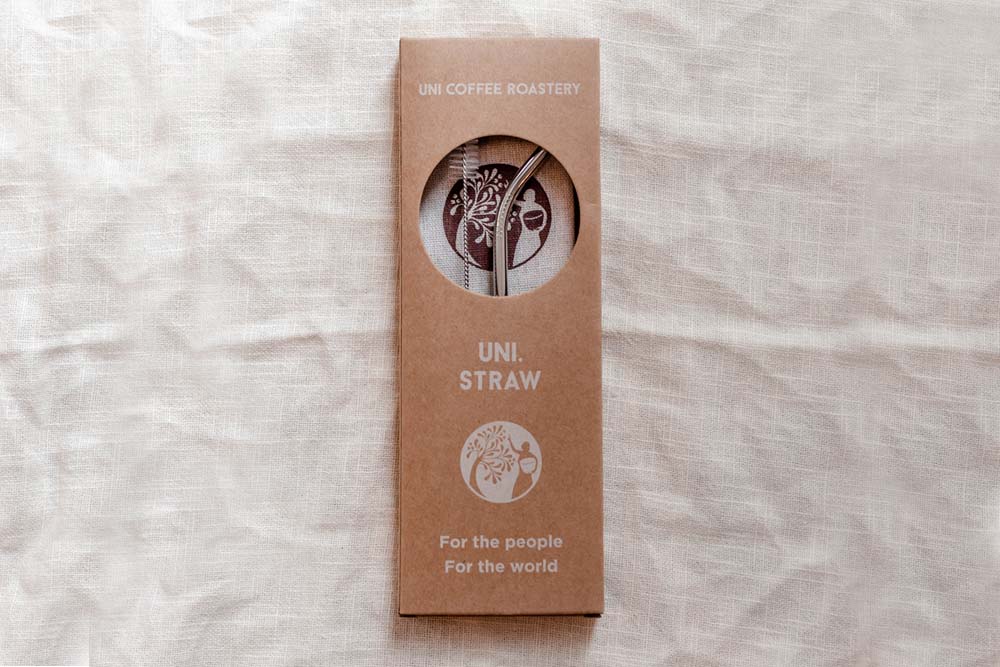 UNI COFFEE ROASTERY
UNI.
STRAW
For the people
For the world